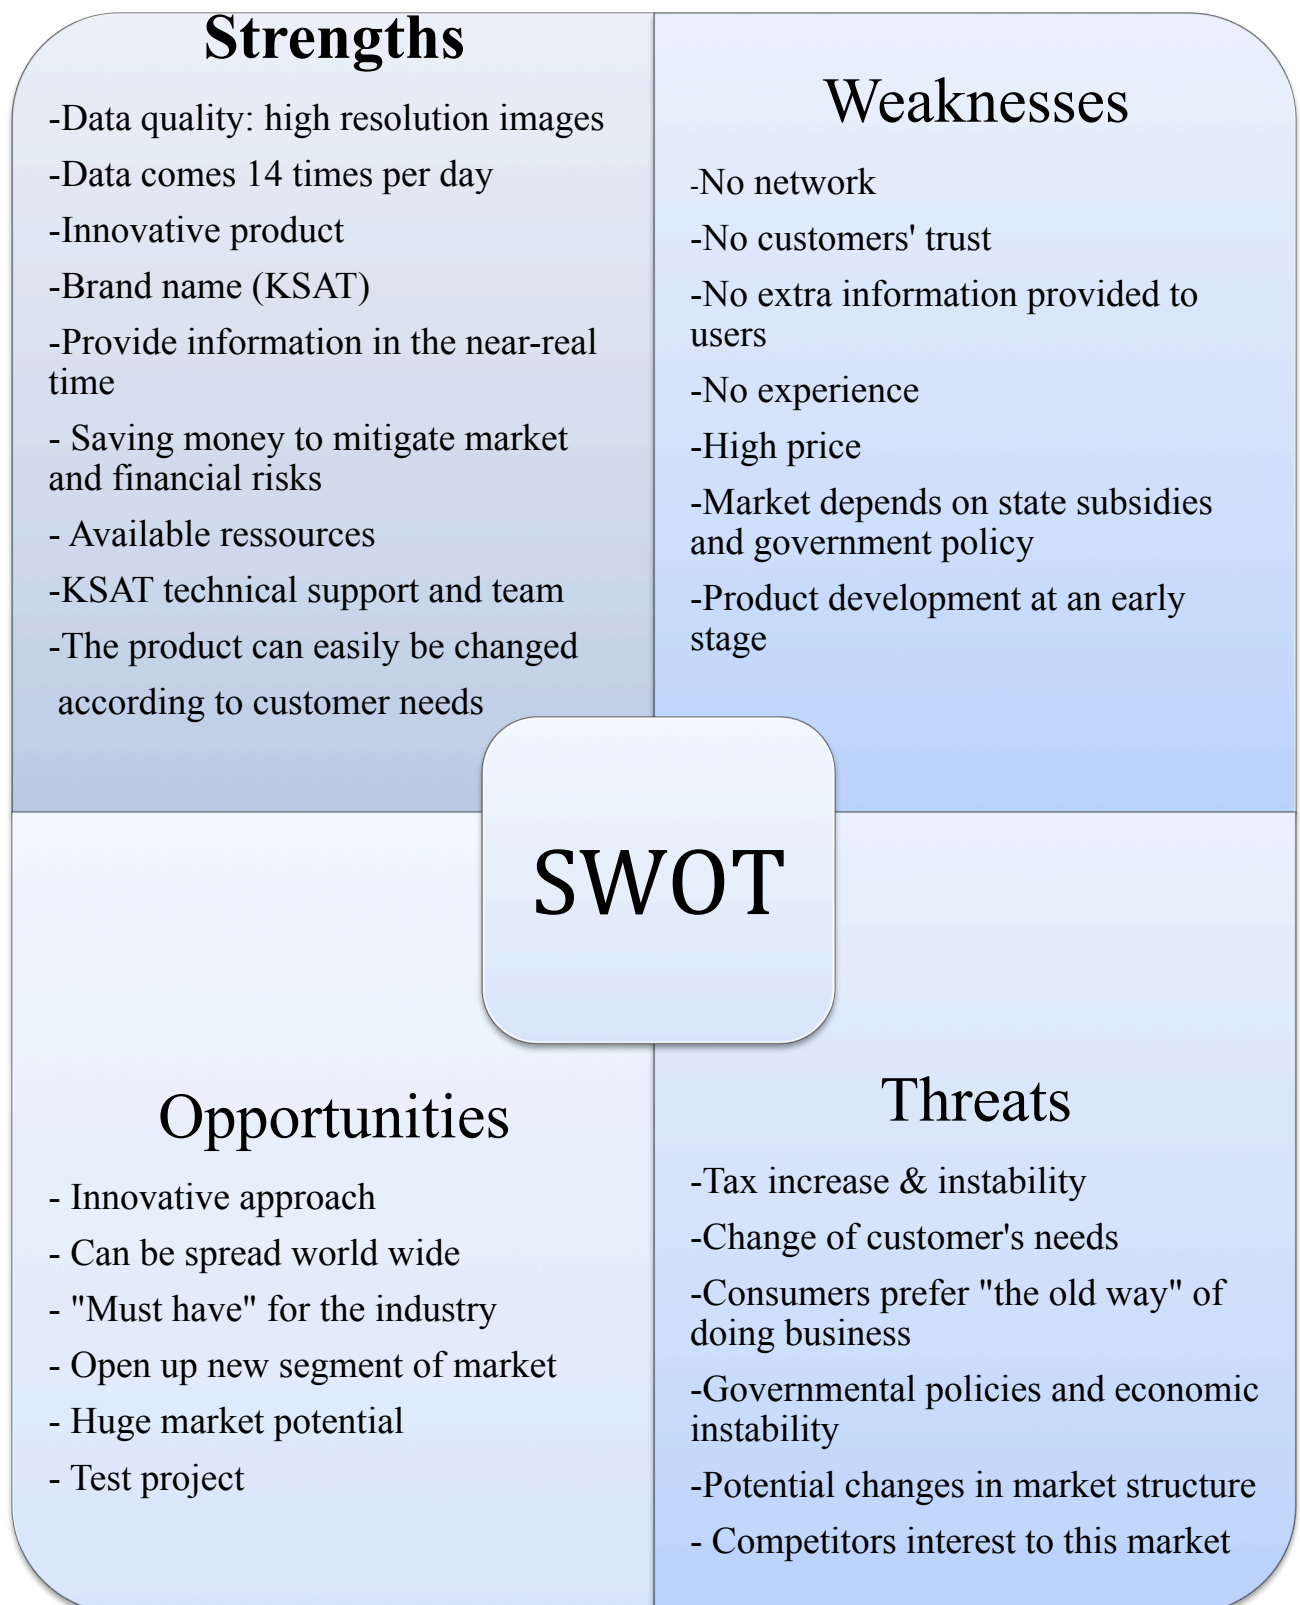 Strengths
-Data quality: high resolution images
-Data comes 14 times per day
-Innovative product
-Brand name (KSAT)
-Provide information in the near-real
time
- Saving money to mitigate market
and financial risks
- Available ressources
-KSAT technical support and team
-The product can easily be changed
according to customer needs
Weaknesses
-No network
-No customers' trust
-No extra information provided to
users
-No experience
-High price
-Market depends on state subsidies
and government policy
-Product development at an early
stage
SWOT
Opportunities
- Innovative approach
- Can be spread world wide
- "Must have" for the industry
- Open up new segment of market
- Huge market potential
- Test project
Threats
-Tax increase & instability
-Change of customer's needs
-Consumers prefer "the old way" of
doing business
-Governmental policies and economic
instability
-Potential changes in market structure
- Competitors interest to this market